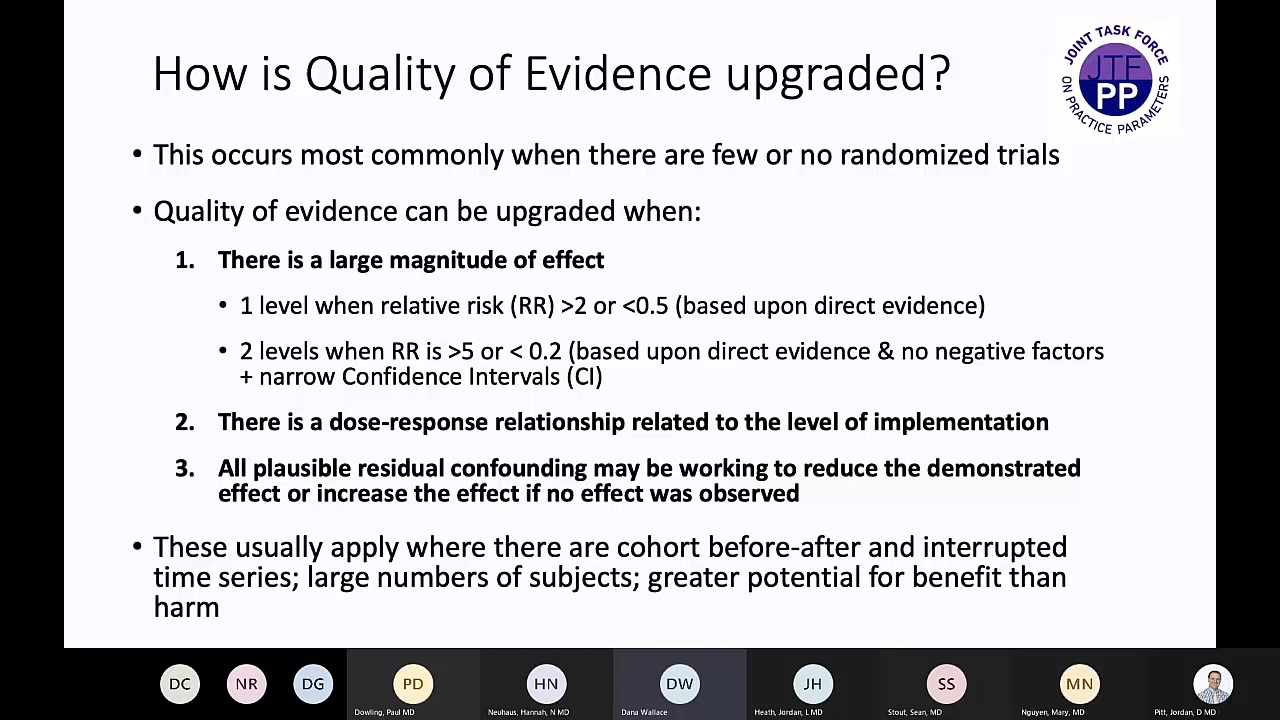 How is Quality of Evidence upgraded?
JOINT TASK FORCE
JTF
PP
ON PRACTICE PARAMETERS
• This occurs most commonly when there are few or no randomized trials
• Quality of evidence can be upgraded when:
1. There is a large magnitude of effect
• 1 level when relative risk (RR) >2 or <0.5 (based upon direct evidence)
• 2 levels when RR is >5 or < 0.2 (based upon direct evidence & no negative factors
+ narrow Confidence Intervals (CI)
2. There is a dose-response relationship related to the level of implementation
3. All plausible residual confounding may be working to reduce the demonstrated
effect or increase the effect if no effect was observed
• These usually apply where there are cohort before-after and interrupted
time series; large numbers of subjects; greater potential for benefit than
harm
DC NR DG PD HN DW JH SS MN
Dowling, Paul MD Neuhaus, Hannah, N MD Dana Wallace Heath, Jordan, L MD Stout, Sean, MD Nguyen, Mary, MD Pitt, Jordan, D MD